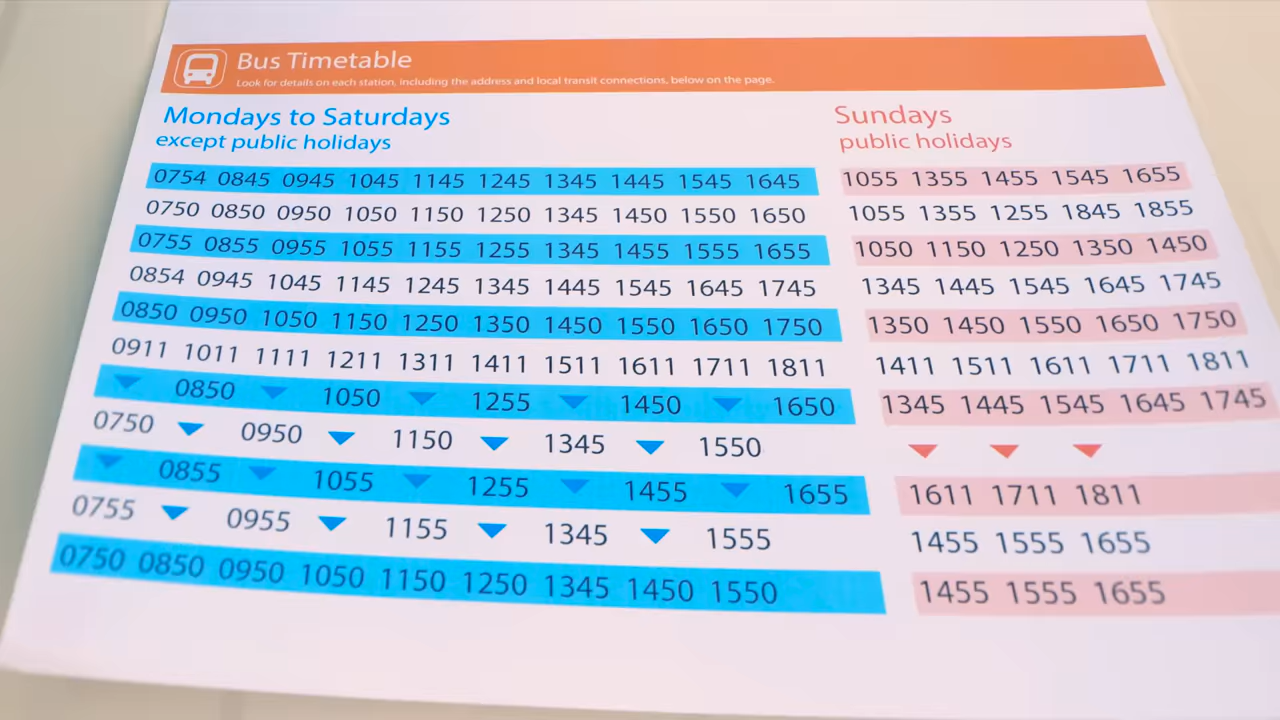 Bus Timetable
Look for details on each station, including the address and local transit connections, below on the page.
Mondays to Saturdays
except public holidays
0754 0845 0945 1045 1145 1245 1345 1445 1545 1645
0750 0850 0950 1050 1150 1250 1345 1450 1550 1650
0755 0855 0955 1055 1155 1255 1345 1455 1555 1655
0854 0945 1045 1145 1245 1345 1445 1545 1645 1745
0850 0950 1050 1150 1250 1350 1450 1550 1650 1750
0911 1011 1111 1211 1311 1411 1511 1611 1711 1811
0850 1050 1255 1450 1650
0750 0950 1150 1345 1550
0855 1055 1255 1455 1655
0755 0955 1155 1345 1555
0750 0850 0950 1050 1150 1250 1345 1450 1550
Sundays
public holidays
1055 1355 1455 1545 1655
1055 1355 1255 1845 1855
1050 1150 1250 1350 1450
1345 1445 1545 1645 1745
1350 1450 1550 1650 1750
1411 1511 1611 1711 1811
1345 1445 1545 1645 1745
1611 1711 1811
1455 1555 1655
1455 1555 1655